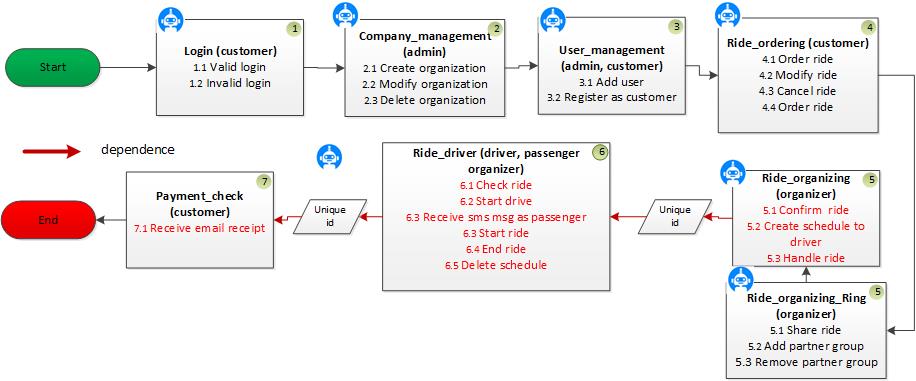 Start
1
Login (customer)
1.1 Valid login
1.2 Invalid login
2
Company_management
(admin)
2.1 Create organization
2.2 Modify organization
2.3 Delete organization
3
User_management
(admin, customer)
3.1 Add user
3.2 Register as customer
4
Ride_ordering (customer)
4.1 Order ride
4.2 Modify ride
4.3 Cancel ride
4.4 Order ride
dependence
End
7
Payment_check
(customer)
7.1 Receive email receipt
Unique
id
6
Ride_driver (driver, passenger
organizer)
6.1 Check ride
6.2 Start drive
6.3 Receive sms msg as passenger
6.3 Start ride
6.4 End ride
6.5 Delete schedule
Unique
id
5
Ride_organizing
(organizer)
5.1 Confirm ride
5.2 Create schedule to
driver
5.3 Handle ride
5
Ride_organizing_Ring
(organizer)
5.1 Share ride
5.2 Add partner group
5.3 Remove partner group